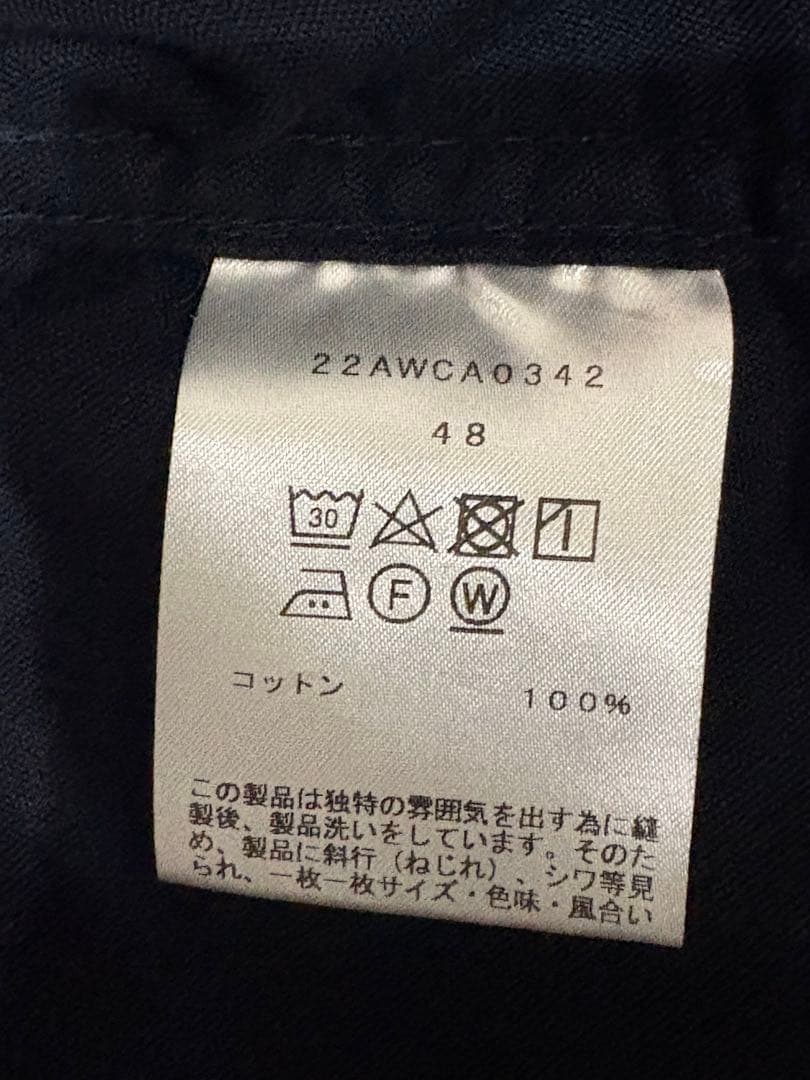 22AWCA0342
48
30
F
W
コットン 100%
この製品は独特の雰囲気を出す為に縫
製後、製品洗いをしています。そのた
め、製品に斜行（ねじれ）、シワ等見
られ、一枚一枚サイズ・色味・風合い